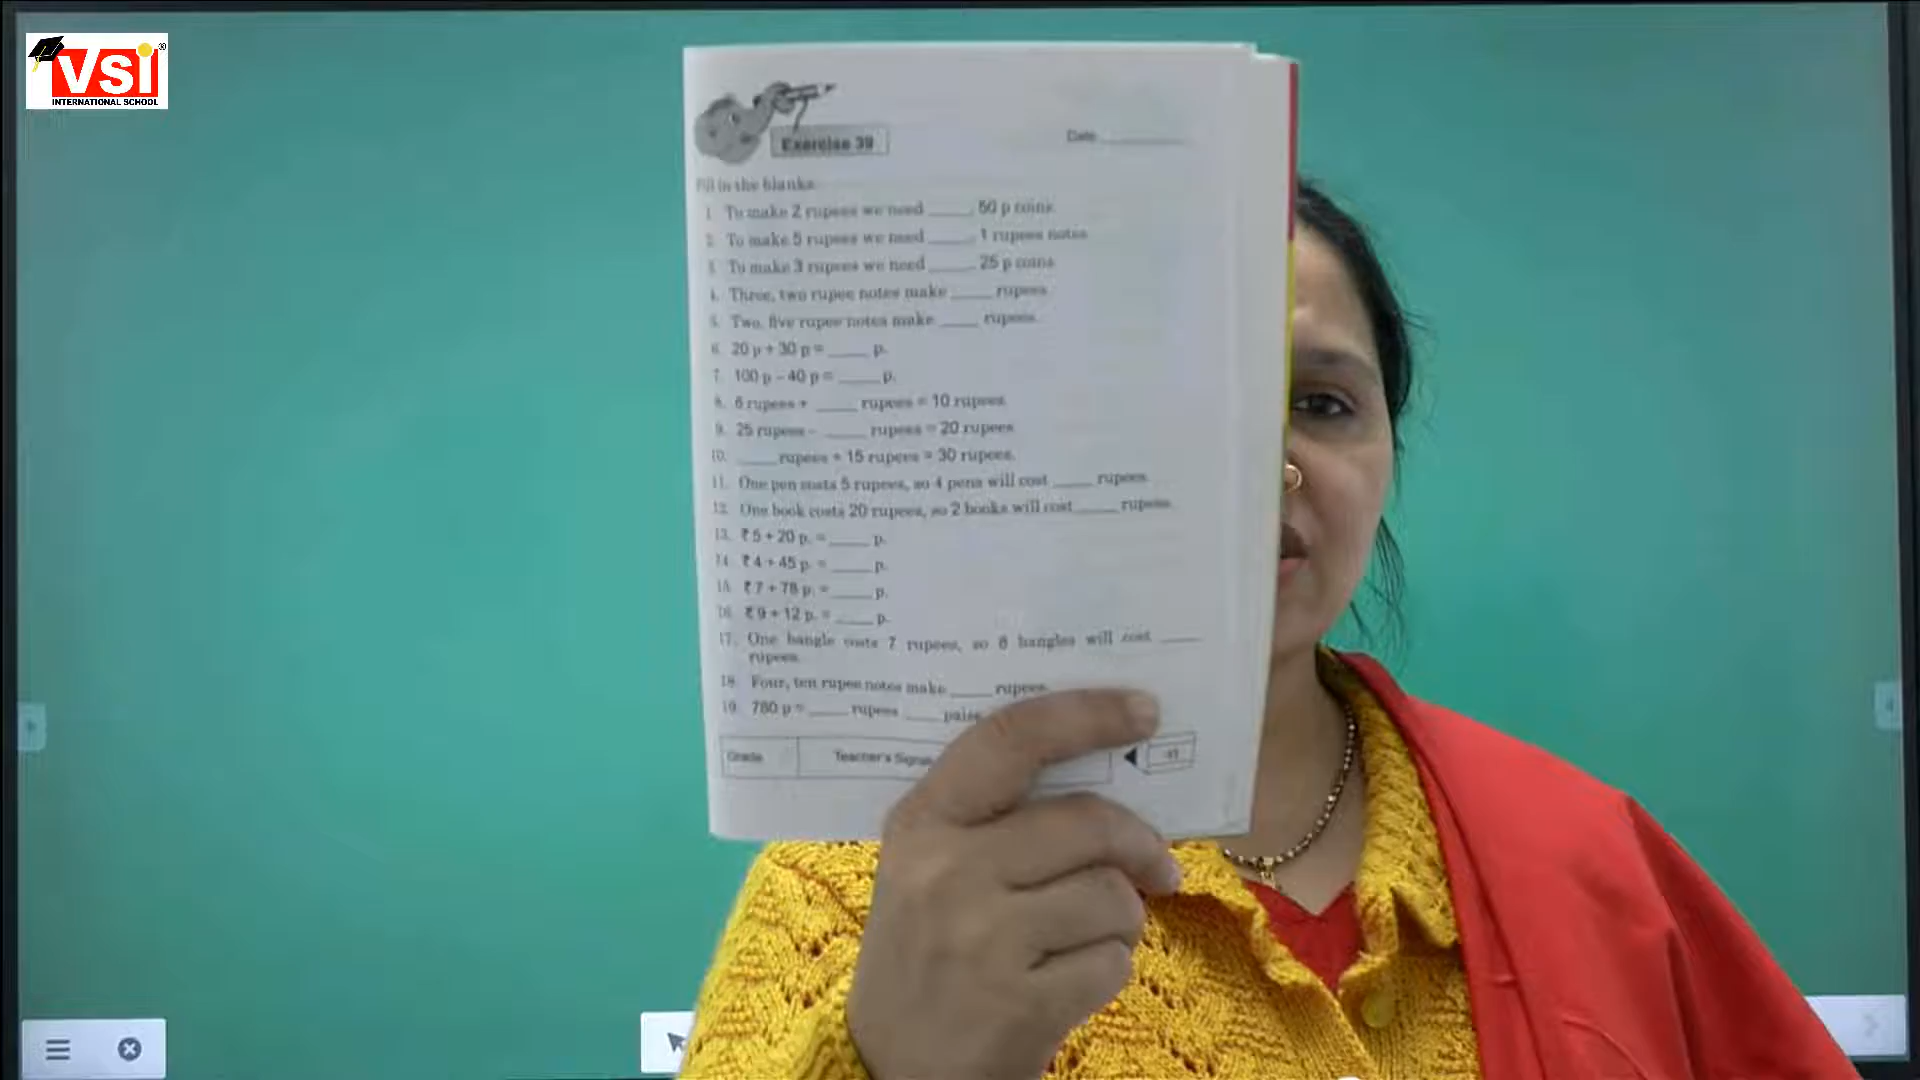 VSI
INTERNATIONAL SCHOOL
Exercise 39
Date
Fill in the blanks:
1. To make 2 rupees we need _____ 50 p coins.
2. To make 5 rupees we need _____ 1 rupees notes.
3. To make 3 rupees we need _____ 25 p coins.
4. Three, two rupee notes make _____ rupees.
5. Two, five rupee notes make _____ rupees.
6. 20 p + 30 p = _____ p.
7. 100 p – 40 p = _____ p.
8. 6 rupees + _____ rupees = 10 rupees.
9. 25 rupees – _____ rupees = 20 rupees.
10. _____ rupees + 15 rupees = 30 rupees.
11. One pen costs 5 rupees, so 4 pens will cost _____ rupees.
12. One book costs 20 rupees, so 2 books will cost _____ rupees.
13. ₹ 5 + 20 p. = _____ p.
14. ₹ 4 + 45 p. = _____ p.
15. ₹ 7 + 78 p. = _____ p.
16. ₹ 9 + 12 p. = _____ p.
17. One bangle costs 7 rupees, so 8 bangles will cost _____
rupees.
18. Four, ten rupee notes make _____ rupees.
19. 780 p = _____ rupees _____ paise
Grade
Teacher's